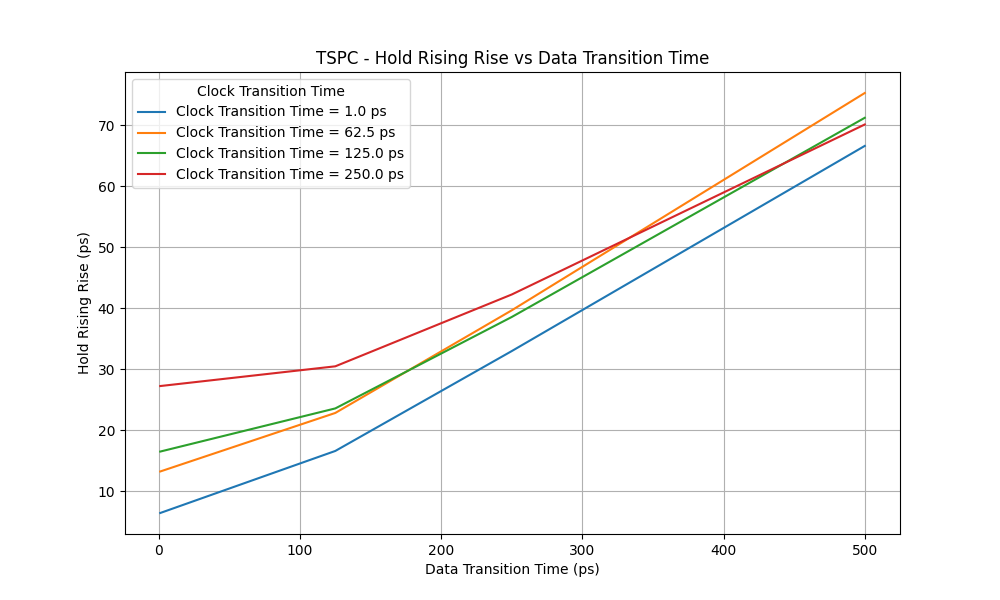 TSPC - Hold Rising Rise vs Data Transition Time
Clock Transition Time
Clock Transition Time = 1.0 ps
Clock Transition Time = 62.5 ps
Clock Transition Time = 125.0 ps
Clock Transition Time = 250.0 ps
70
60
50
40
30
20
10
Hold Rising Rise (ps)
0 100 200 300 400 500
Data Transition Time (ps)